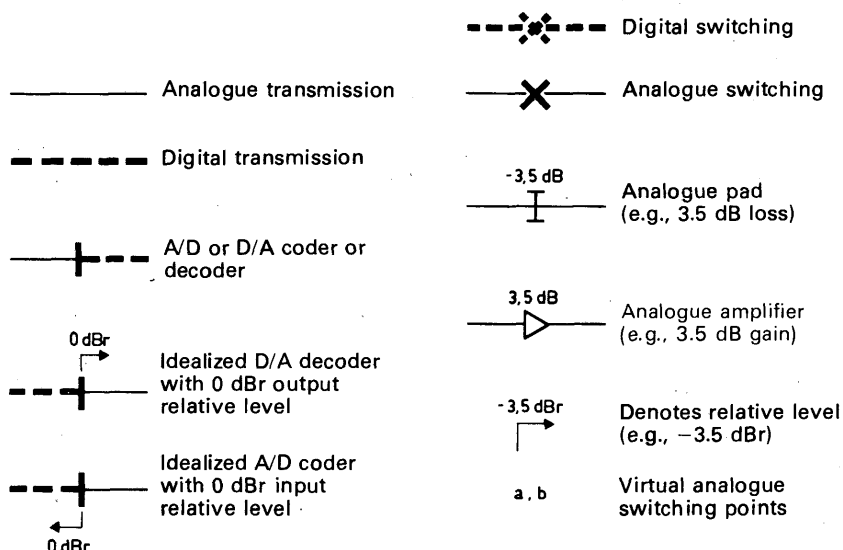 Analogue transmission
Digital transmission
A/D or D/A coder or
decoder
0 dBr
Idealized D/A decoder
with 0 dBr output
relative level
Idealized A/D coder
with 0 dBr input
relative level
0 dBr
Digital switching
Analogue switching
-3,5 dB
Analogue pad
(e.g., 3.5 dB loss)
3,5 dB
Analogue amplifier
(e.g., 3.5 dB gain)
-3,5 dBr
Denotes relative level
(e.g., −3.5 dBr)
a, b
Virtual analogue
switching points